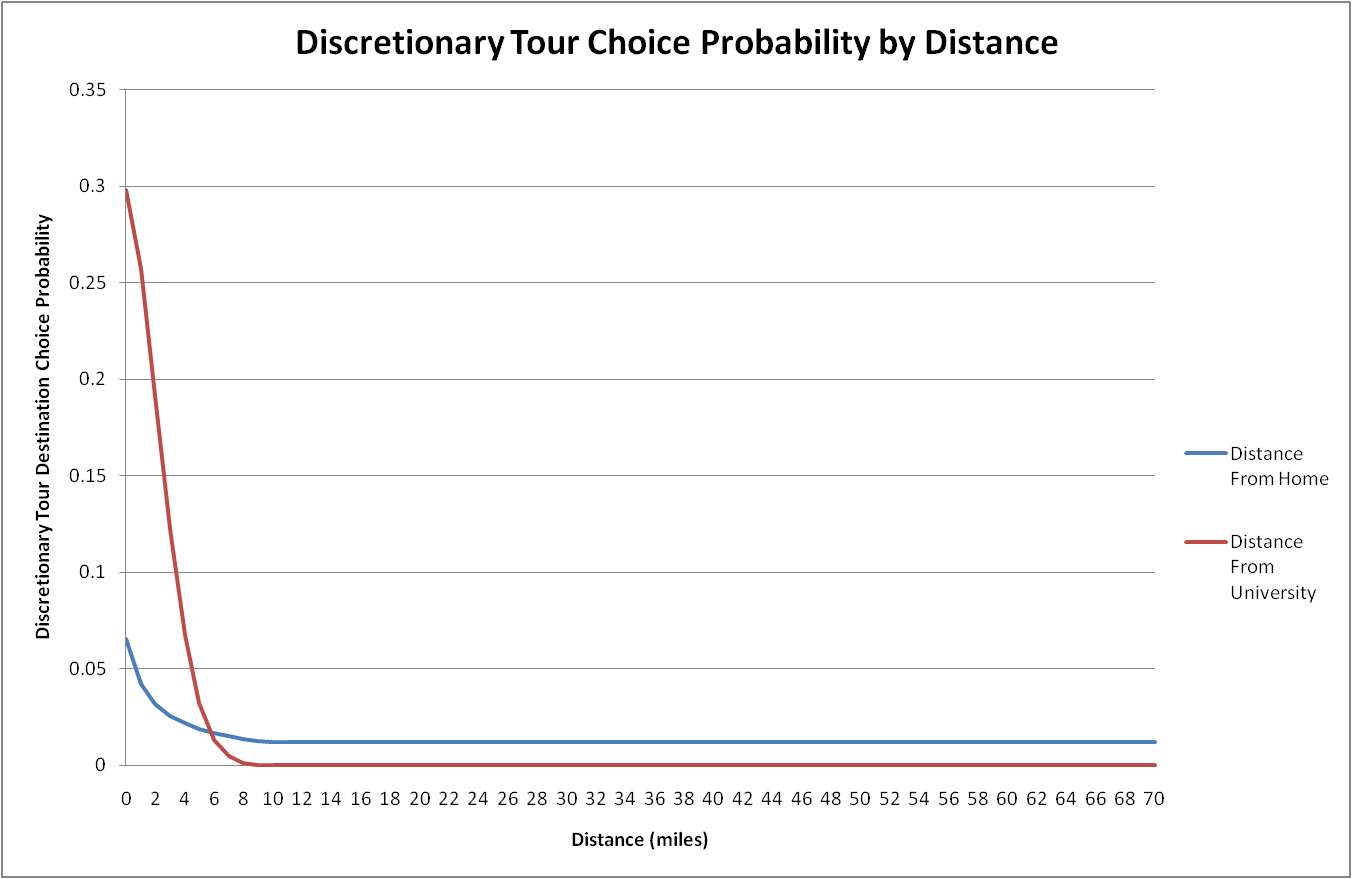 Discretionary Tour Choice Probability by Distance
0.35
0.3
0.25
0.2
0.15
0.1
0.05
0
Discretionary Tour Destination Choice Probability
0 2 4 6 8 10 12 14 16 18 20 22 24 26 28 30 32 34 36 38 40 42 44 46 48 50 52 54 56 58 60 62 64 66 68 70
Distance (miles)
Distance
From Home
Distance
From
University